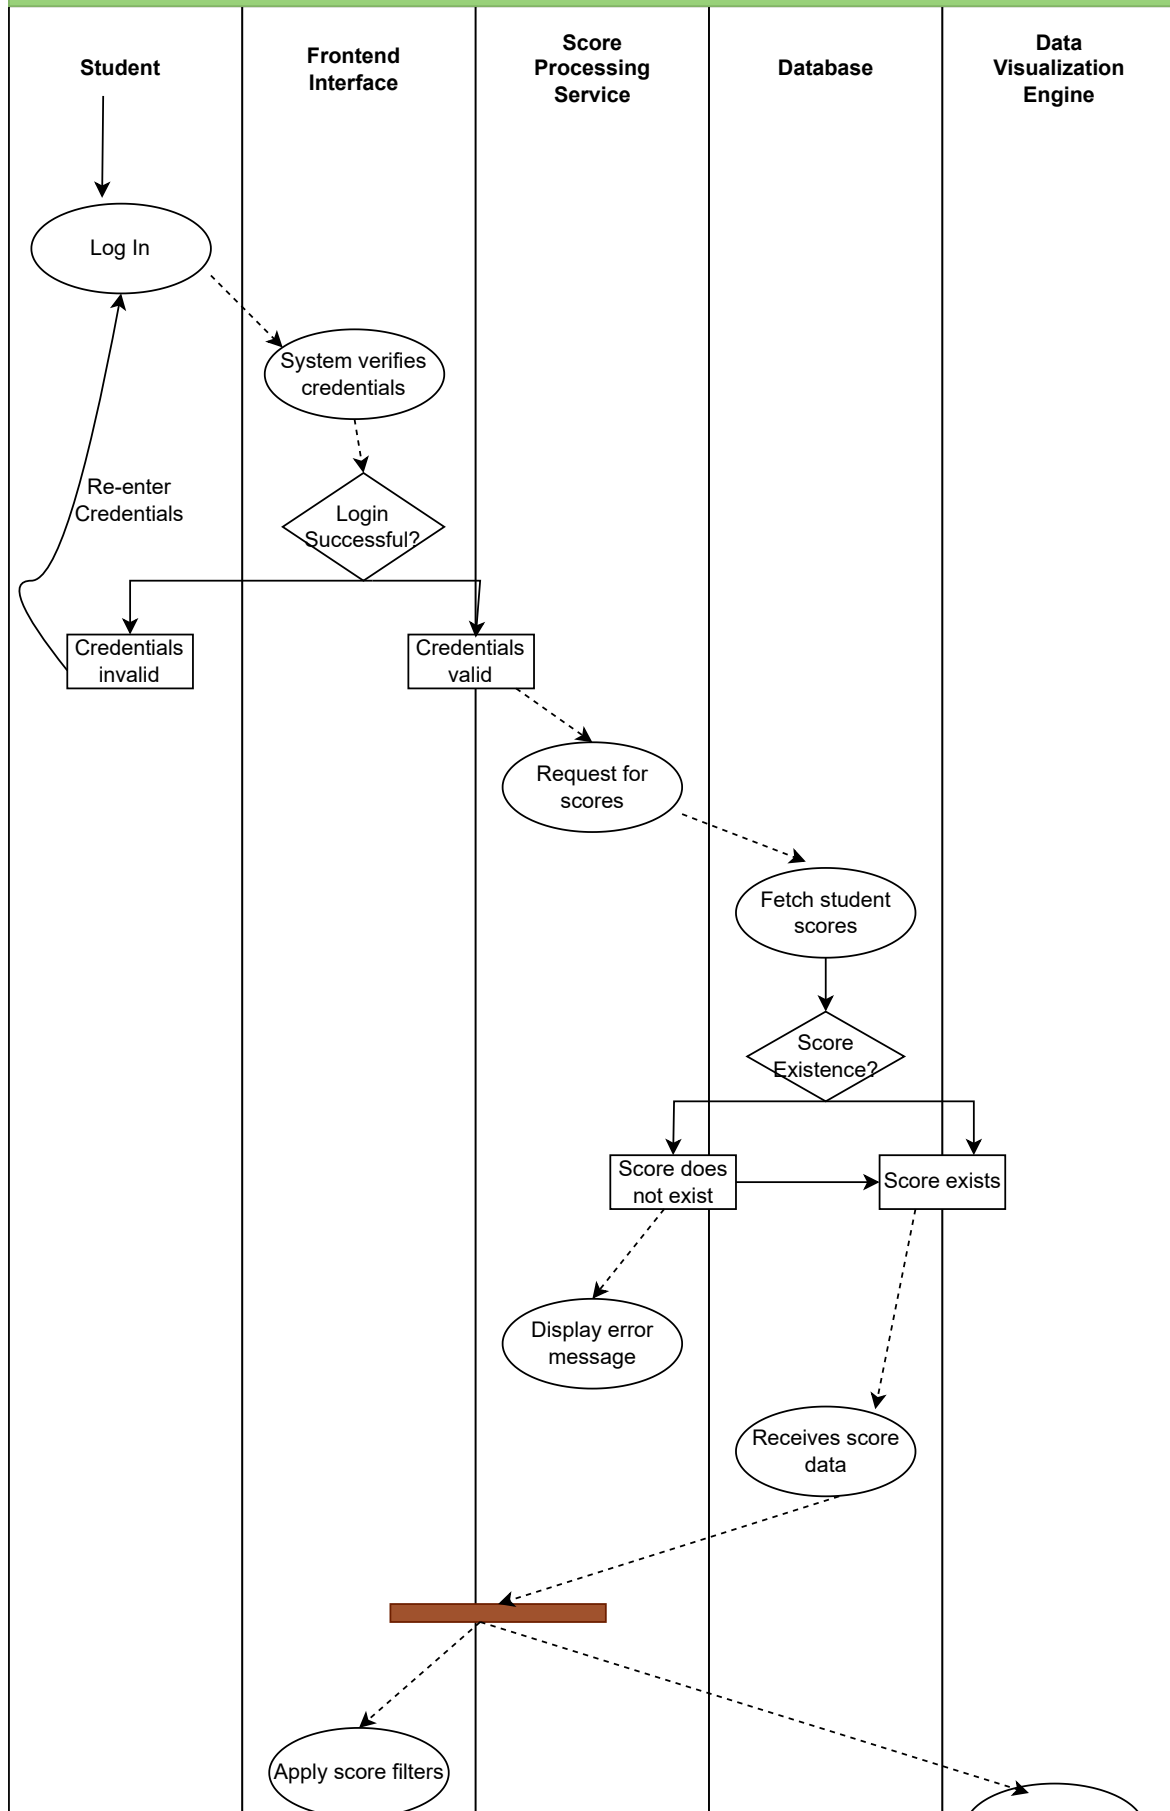 Student
Frontend
Interface
Score
Processing
Service
Database
Data
Visualization
Engine
Log In
System verifies
credentials
Re-enter
Credentials
Login
Successful?
Credentials
invalid
Credentials
valid
Request for
scores
Fetch student
scores
Score
Existence?
Score does
not exist
Score exists
Display error
message
Receives score
data
Apply score filters